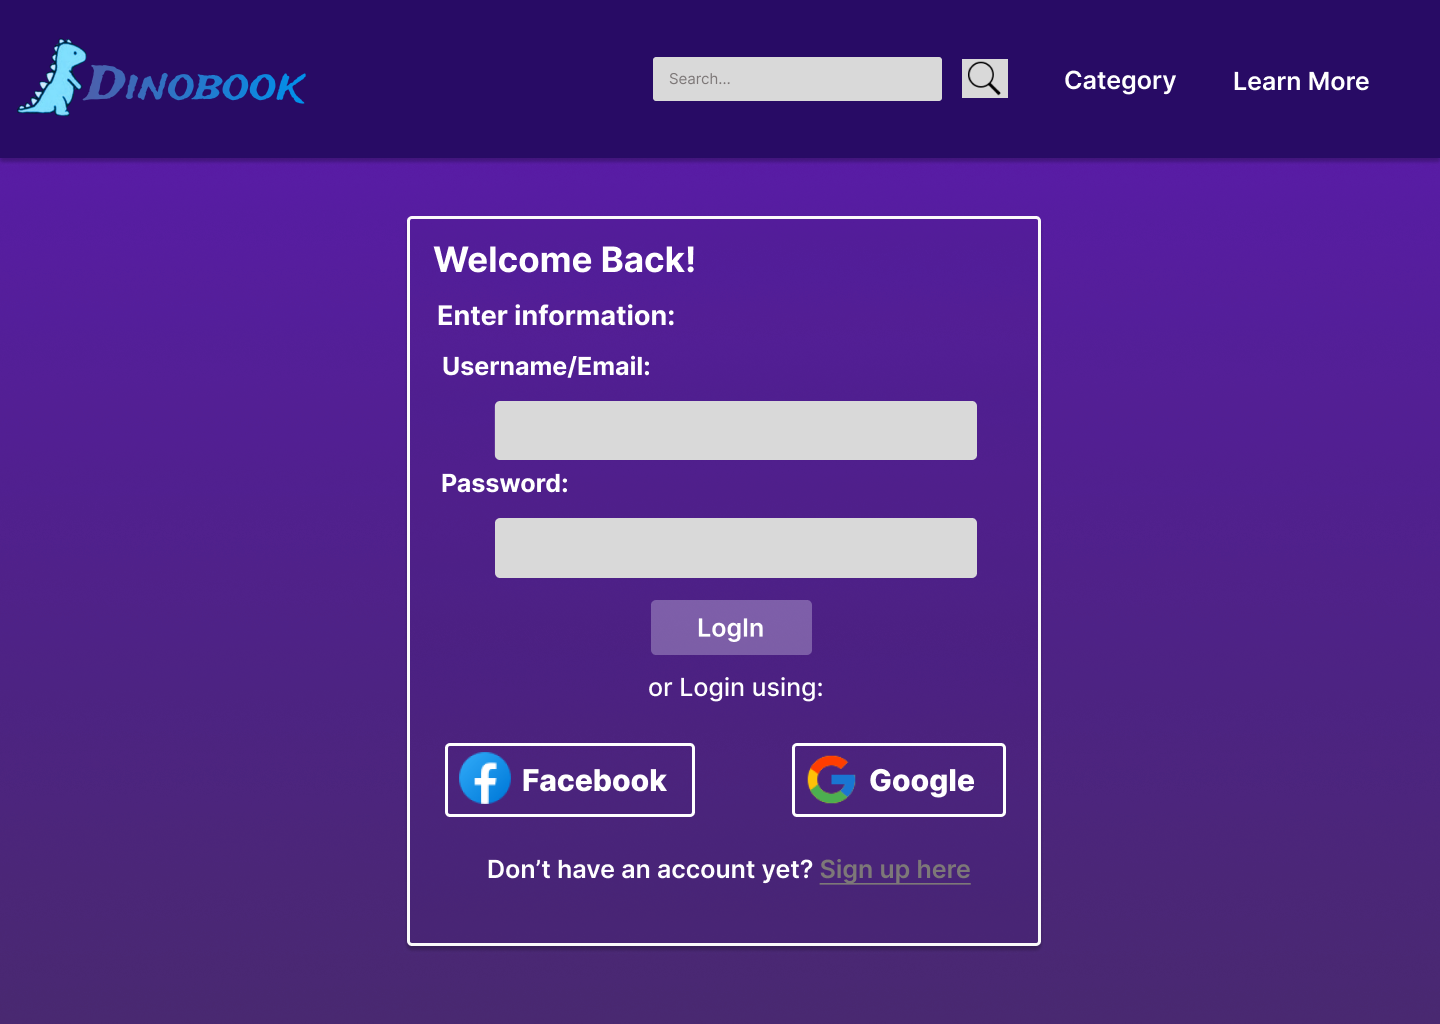 DINOBOOK
Search...
Category
Learn More
Welcome Back!
Enter information:
Username/Email:
Password:
LogIn
or Login using:
Facebook
Google
Don’t have an account yet? Sign up here